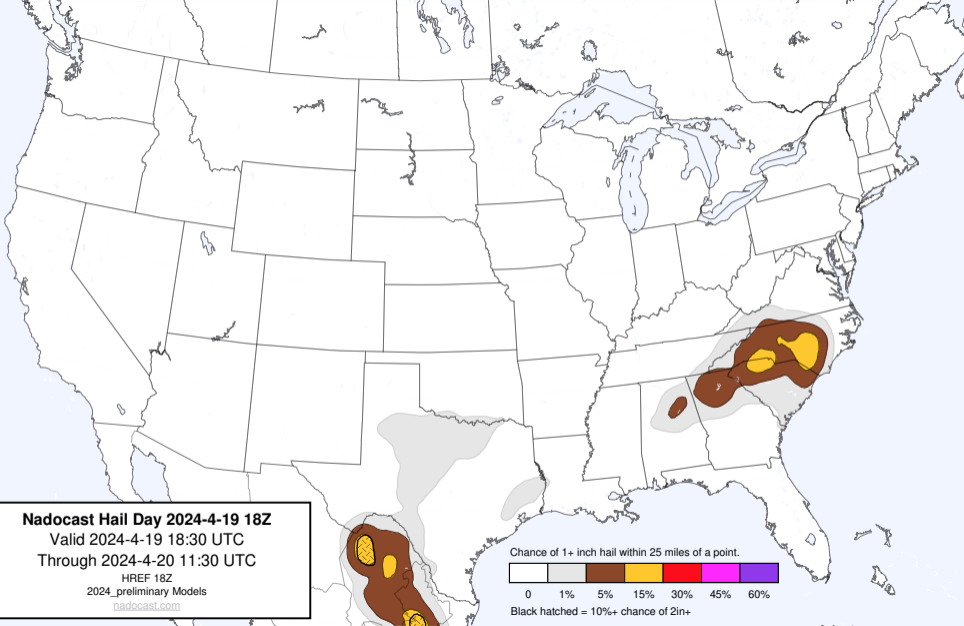 Nadocast Hail Day 2024-4-19 18Z
Valid 2024-4-19 18:30 UTC
Through 2024-4-20 11:30 UTC
HREF 18Z
2024_preliminary Models
nadocast.com
Chance of 1+ inch hail within 25 miles of a point.
0 1% 5% 15% 30% 45% 60%
Black hatched = 10%+ chance of 2in+